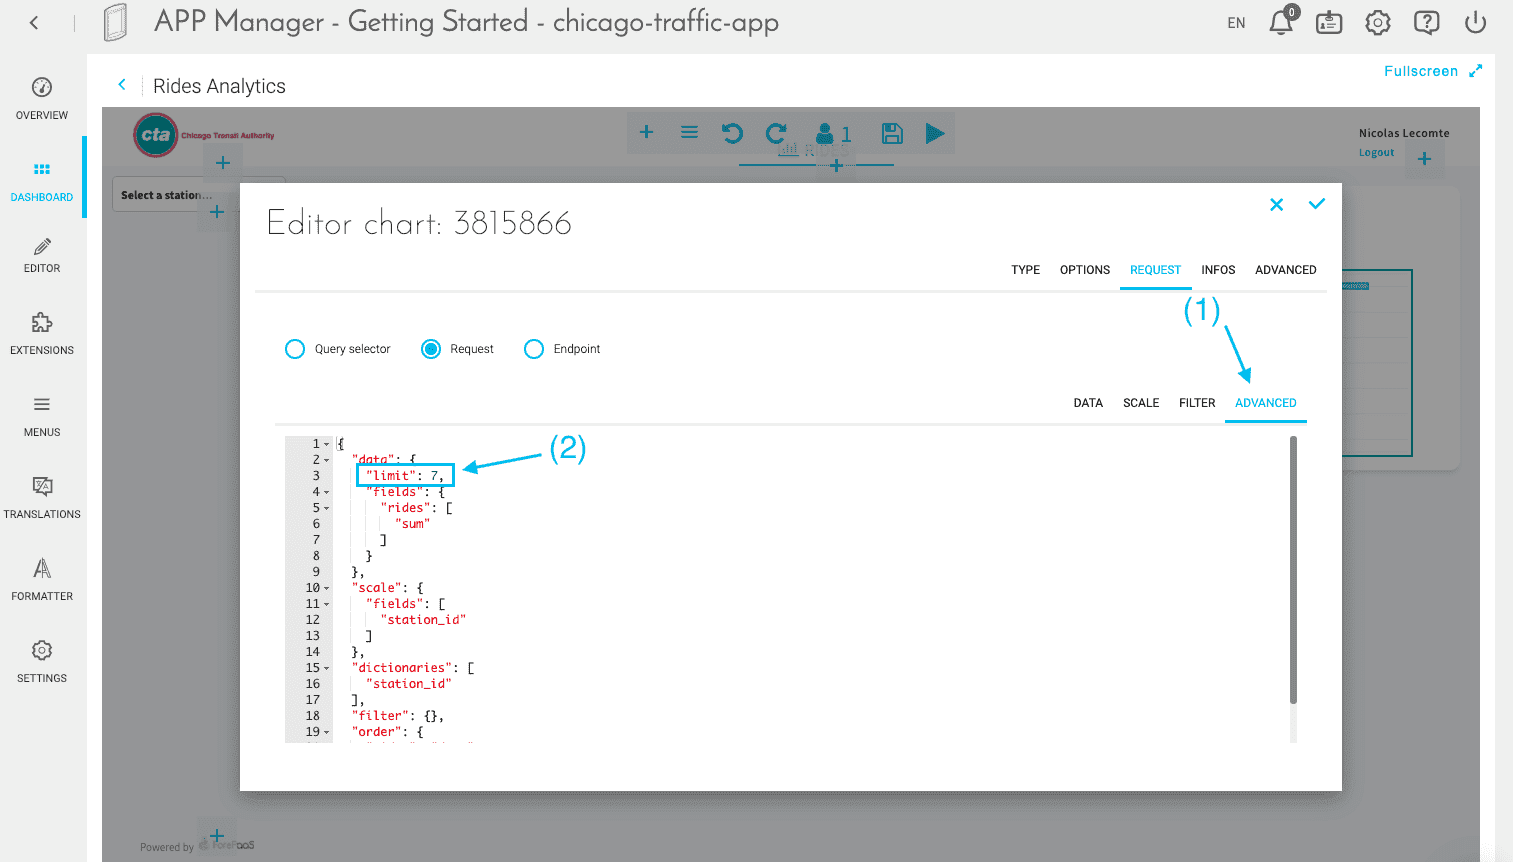 APP Manager - Getting Started - chicago-traffic-app
EN
0
OVERVIEW
DASHBOARD
EDITOR
EXTENSIONS
MENUS
TRANSLATIONS
FORMATTER
SETTINGS
Rides Analytics
Fullscreen
cta Chicago Transti Authority
1
RIDES
Nicolas Lecomte
Logout
Select a station...
Editor chart: 3815866
TYPE OPTIONS REQUEST INFOS ADVANCED
(1)
Query selector Request Endpoint
DATA SCALE FILTER ADVANCED
(2)
1 {
2 "data": {
3 "limit": 7,
4 "fields": {
5 "rides": [
6 "sum"
7 ]
8 }
9 },
10 "scale": {
11 "fields": [
12 "station_id"
13 ]
14 },
15 "dictionaries": [
16 "station_id"
17 ],
18 "filter": {},
19 "order": {
Powered by ForePaaS